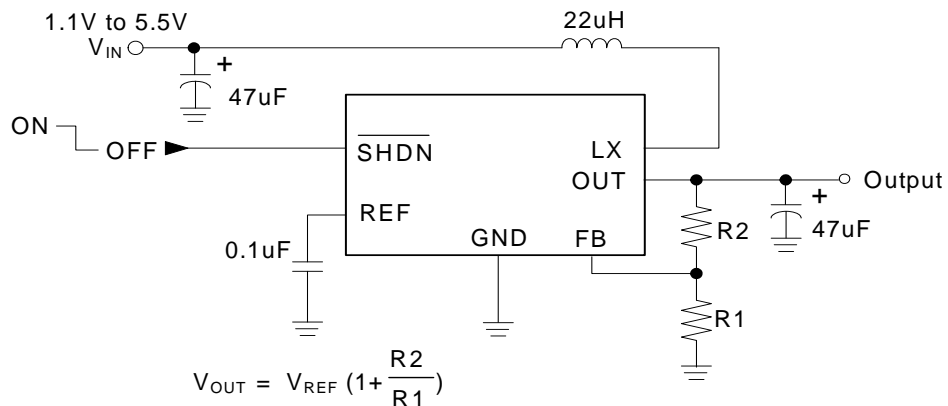 1.1V to 5.5V
VIN
22uH
+
47uF
ON
OFF
SHDN
LX
OUT
Output
REF
+
R2
47uF
GND
FB
0.1uF
R1
VOUT = VREF (1+ R2/R1)